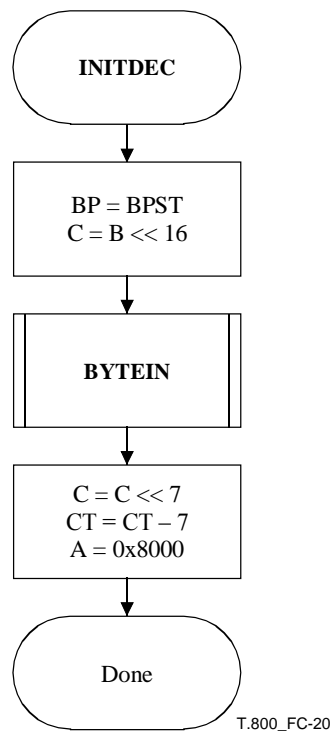 INITDEC
BP = BPST
C = B << 16
BYTEIN
C = C << 7
CT = CT – 7
A = 0x8000
Done
T.800_FC-20